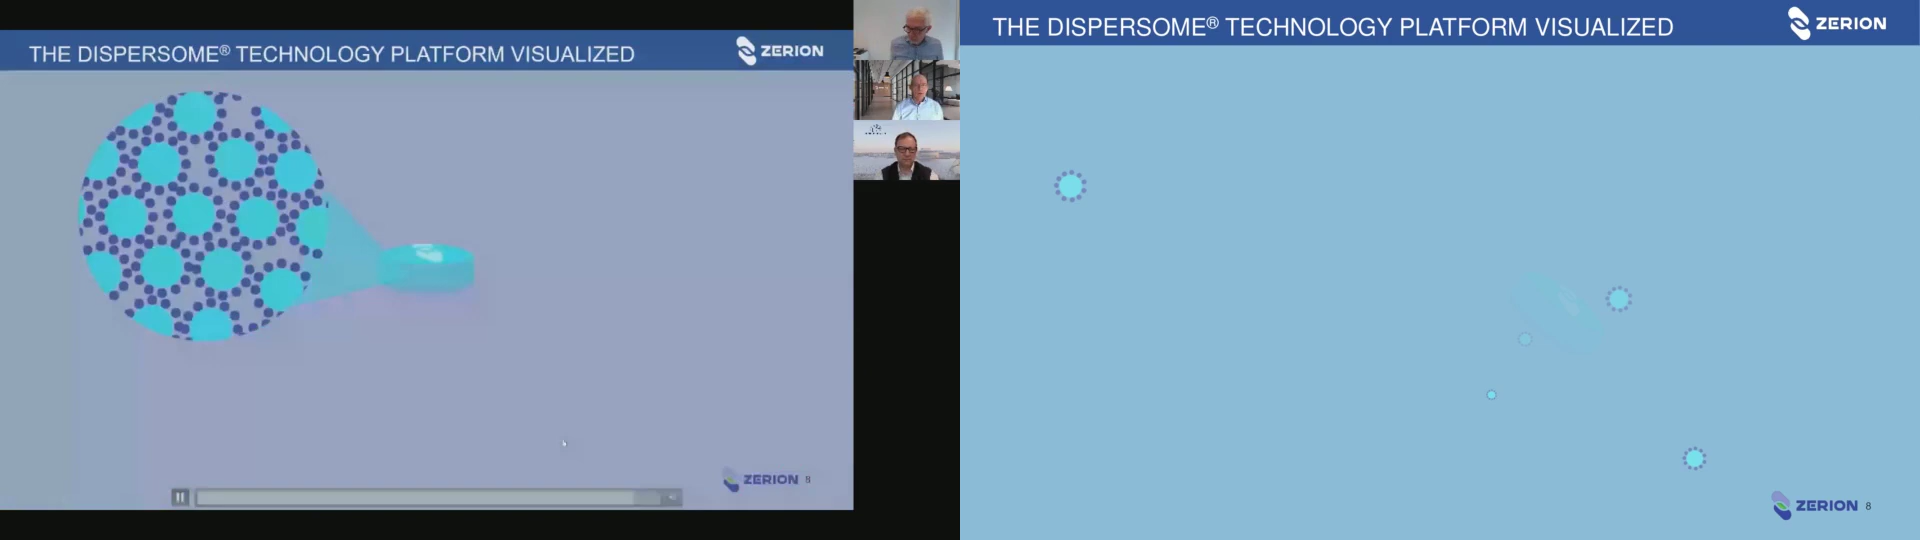 THE DISPERSOME® TECHNOLOGY PLATFORM VISUALIZED
ZERION
ZERION 8
THE DISPERSOME® TECHNOLOGY PLATFORM VISUALIZED
ZERION
ZERION 8